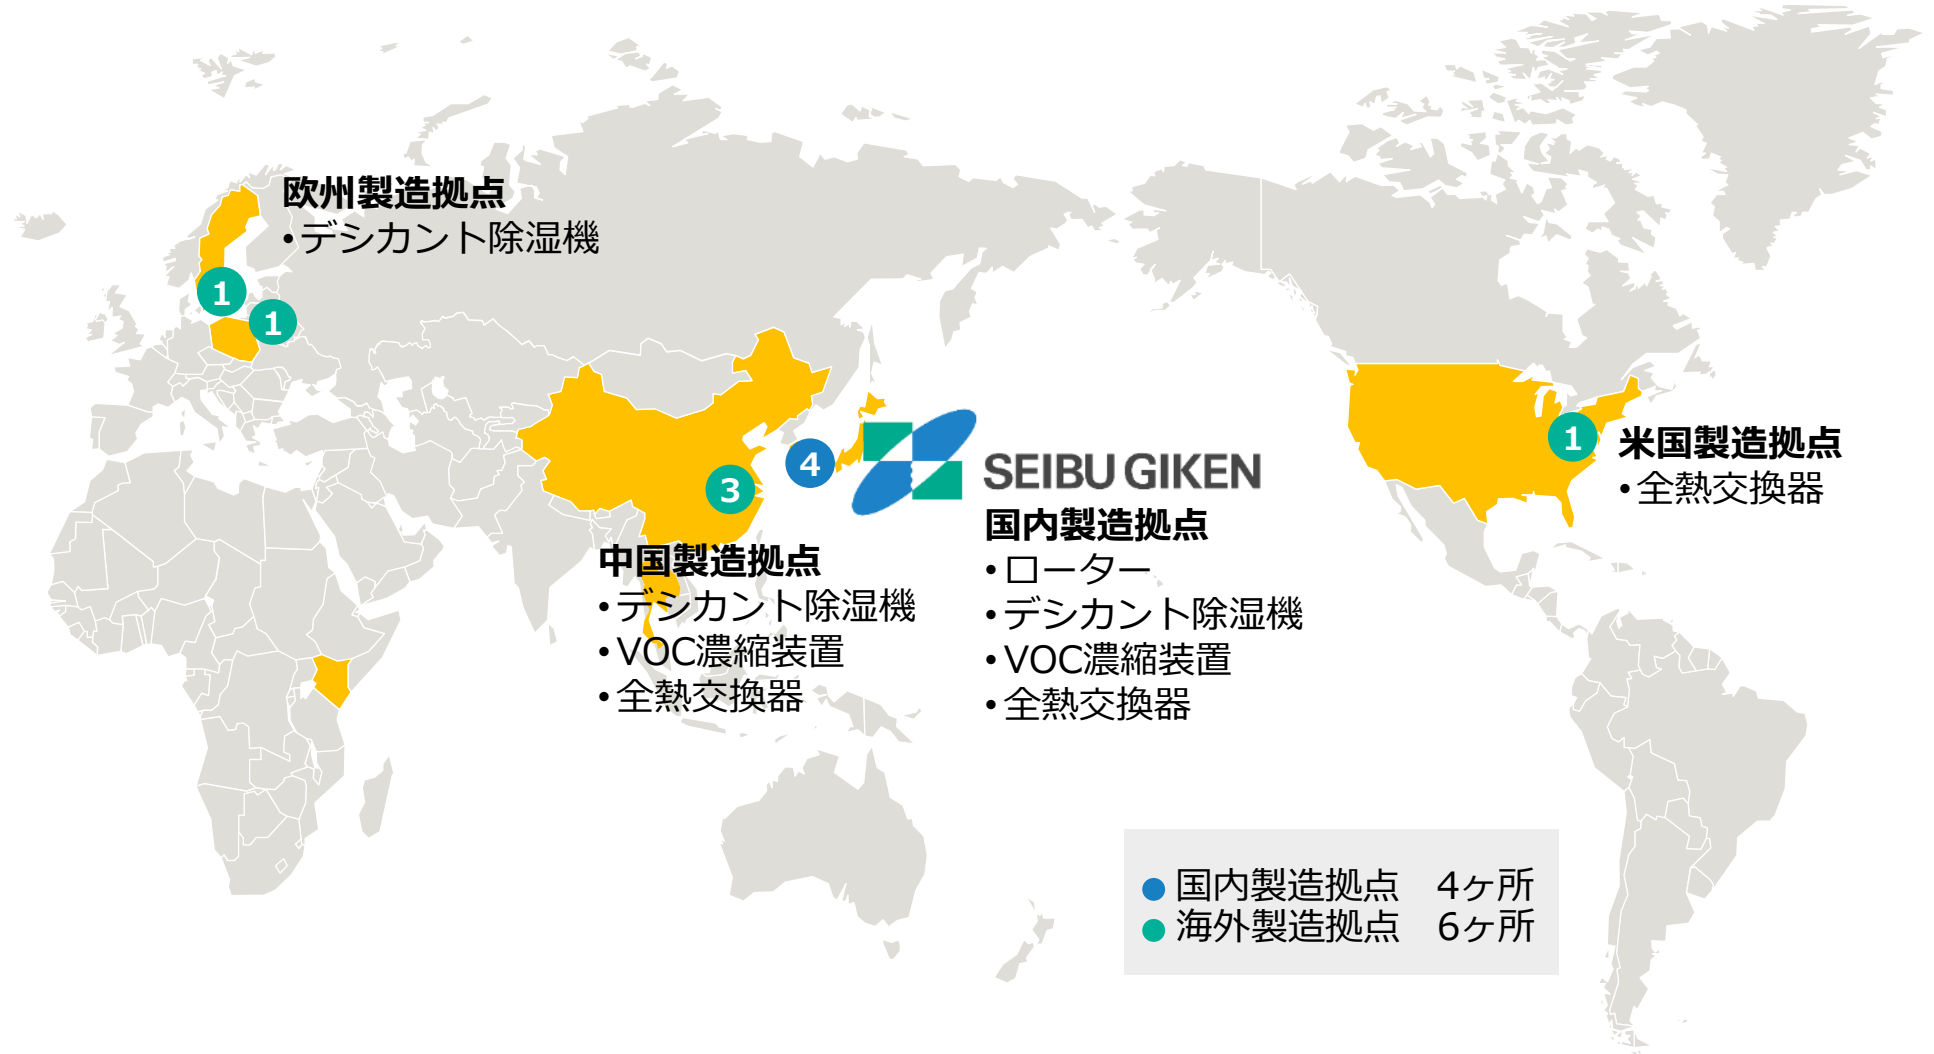 欧州製造拠点
•デシカント除湿機
1
1
4
3
SEIBU GIKEN
国内製造拠点
•ローター
•デシカント除湿機
•VOC濃縮装置
•全熱交換器
中国製造拠点
•デシカント除湿機
•VOC濃縮装置
•全熱交換器
1
米国製造拠点
•全熱交換器
国内製造拠点　4ヶ所
海外製造拠点　6ヶ所